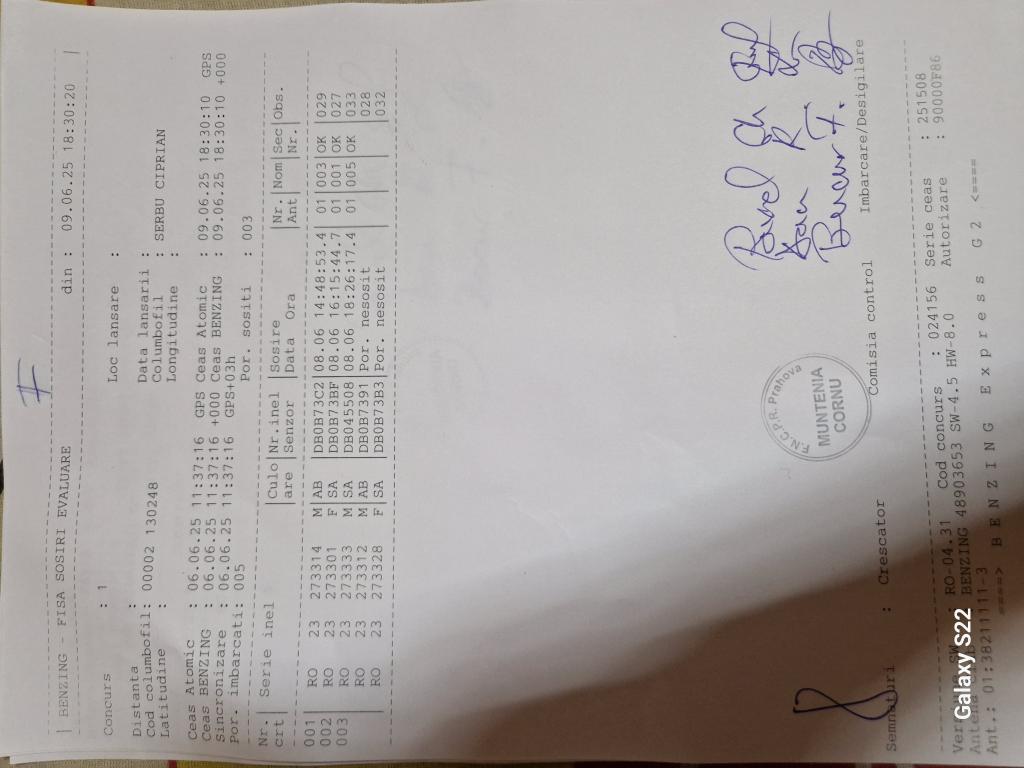 F
| BENZING - FISA SOSIRI EVALUARE din : 09.06.25 18:30:20 |
Concurs : 1 Loc lansare :
Distanta : Data lansarii :
Cod columbofil: 00002 130248 Columbofil : SERBU CIPRIAN
Latitudine : Longitudine :
Ceas Atomic : 06.06.25 11:37:16 GPS Ceas Atomic : 09.06.25 18:30:10 GPS
Ceas BENZING : 06.06.25 11:37:16 +000 Ceas BENZING : 09.06.25 18:30:10 +000
Sincronizare : 06.06.25 11:37:16 GPS+03h
Por. imbarcati: 005 Por. sositi : 003
Nr.| Serie inel |Culo|Nr.inel |Sosire |Nr.|Nom|Sec|Obs.
crt| |are |Senzor |Data Ora |Ant| |Nr.|
001| RO 23 273314 M|AB |DB0B73C2|08.06 14:48:53.4| 01|003|OK |029
002| RO 23 273301 F|SA |DB0B73BF|08.06 16:15:44.7| 01|001|OK |027
003| RO 23 273333 M|SA |DB045508|08.06 18:26:17.4| 01|005|OK |033
| RO 23 273312 M|AB |DB0B7391|Por. nesosit | | | |028
| RO 23 273328 F|SA |DB0B73B3|Por. nesosit | | | |032
F.N.C.P.R. Prahova
MUNTENIA
CORNU
Pavel
Semnaturi : Crescator Comisia control Imbarcare/Desigilare
SW : RO-04.31 Cod concurs : 024156 Serie ceas : 251508
BENZING 48903653 SW-4.5 HW-8.0 Autorizare : 90000F86
Ant.: 01:38211111-3
====> B E N Z I N G E x p r e s s G 2 <====
Galaxy S22